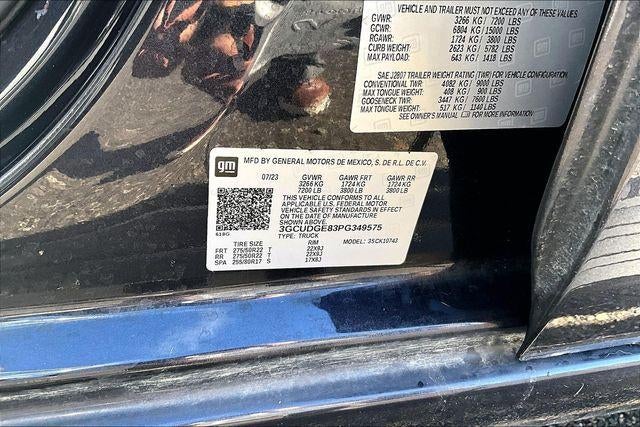 VEHICLE AND TRAILER MUST NOT EXCEED ANY OF THESE VALUES
GVWR: 3266 KG/ 7200 LBS
GCWR: 6804 KG/15000 LBS
RGAWR: 1724 KG/ 3800 LBS
CURB WEIGHT: 2623 KG/ 5782 LBS
MAX PAYLOAD: 643 KG/ 1418 LBS
SAE J2807 TRAILER WEIGHT RATING (TWR) FOR VEHICLE CONFIGURATION
CONVENTIONAL TWR: 4082 KG/ 9000 LBS
MAX TONGUE WEIGHT: 408 KG/ 900 LBS
GOOSENECK TWR: 3447 KG/ 7600 LBS
MAX TONGUE WEIGHT: 517 KG/ 1140 LBS
SEE OWNER'S MANUAL FOR MORE INFORMATION
gm
MFD BY GENERAL MOTORS DE MEXICO, S. DE R.L. DE C.V.
07/23 GVWR GAWR FRT GAWR RR
3266 KG 1724 KG 1724 KG
7200 LB 3800 LB 3800 LB
THIS VEHICLE CONFORMS TO ALL
APPLICABLE U.S. FEDERAL MOTOR
VEHICLE SAFETY STANDARDS IN EFFECT
ON THE DATE OF MANUFACTURE
3GCUDGE83PG349575
619G TYPE: TRUCK
TIRE SIZE RIM MODEL: 3SCK10743
FRT 275/50R22 T 22X9J
RR 275/50R22 T 22X9J
SPA 255/80R17 S 17X8J